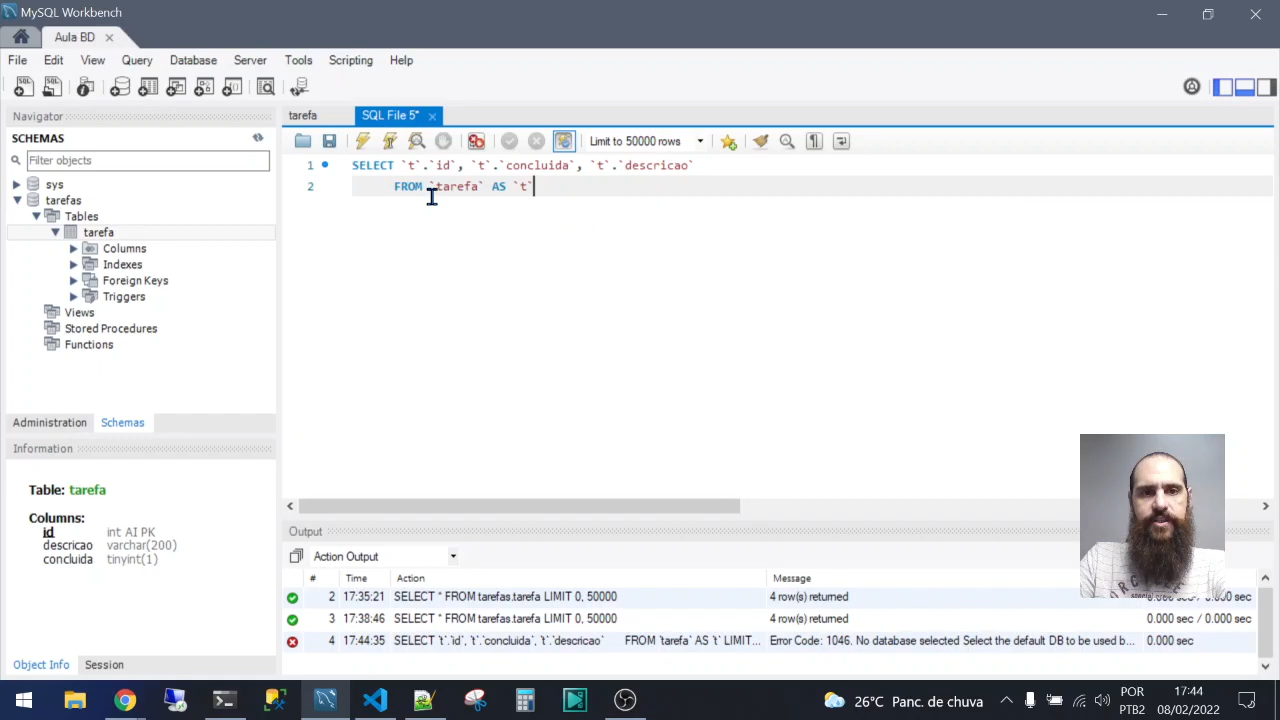 MySQL Workbench
Aula BD
File Edit View Query Database Server Tools Scripting Help
Navigator
SCHEMAS
Filter objects
sys
tarefas
Tables
tarefa
Columns
Indexes
Foreign Keys
Triggers
Views
Stored Procedures
Functions
Administration Schemas
Information
Table: tarefa
Columns:
id int AI PK
descricao varchar(200)
concluida tinyint(1)
Object Info Session
tarefa SQL File 5*
Limit to 50000 rows
1 SELECT `t`.`id`, `t`.`concluida`, `t`.`descricao`
2 FROM `tarefa` AS `t`
Output
Action Output
# Time Action Message
2 17:35:21 SELECT * FROM tarefas.tarefa LIMIT 0, 50000 4 row(s) returned 0.000 sec / 0.000 sec
3 17:38:46 SELECT * FROM tarefas.tarefa LIMIT 0, 50000 4 row(s) returned 0.000 sec / 0.000 sec
4 17:44:35 SELECT `t`.`id`, `t`.`concluida`, `t`.`descricao` FROM `tarefa` AS `t` LIMIT... Error Code: 1046. No database selected Select the default DB to be used b... 0.000 sec
26°C Panc. de chuva
POR
PTB2
17:44
08/02/2022